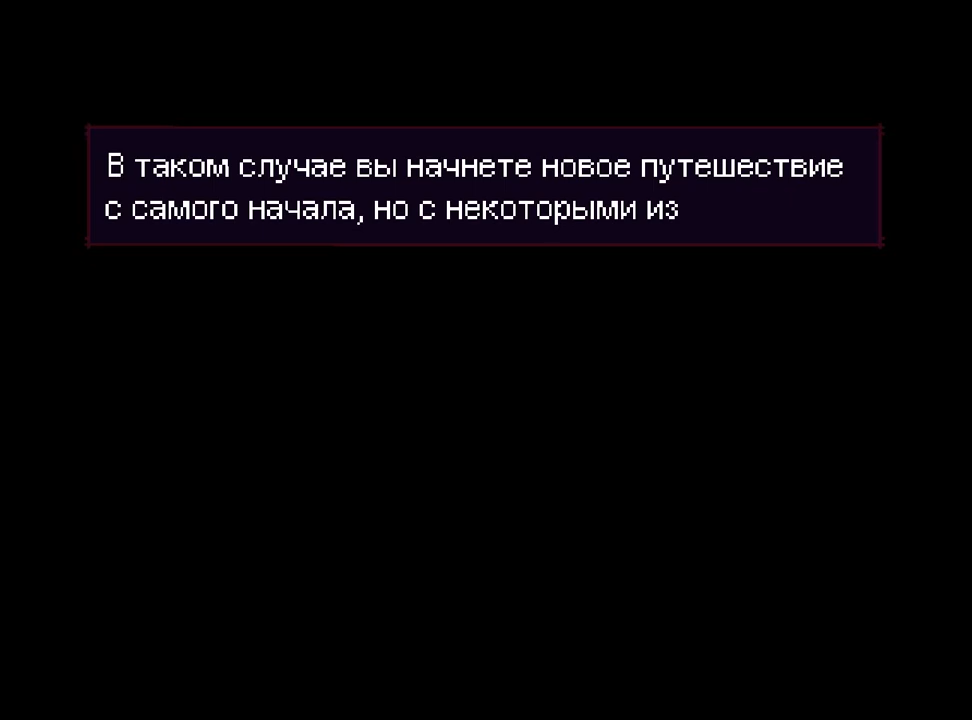 В таком случае вы начнете новое путешествие
с самого начала, но с некоторыми из